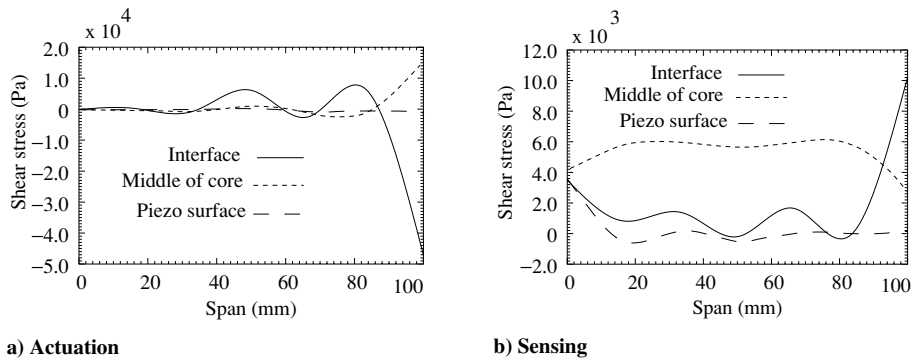 x 10^4
2.0
1.0
0
−1.0
−2.0
−3.0
−4.0
−5.0
Shear stress (Pa)
Interface
Middle of core
Piezo surface
0 20 40 60 80 100
Span (mm)
a) Actuation
x 10^3
12.0
10.0
8.0
6.0
4.0
2.0
0
−2.0
Shear stress (Pa)
Interface
Middle of core
Piezo surface
0 20 40 60 80 100
Span (mm)
b) Sensing